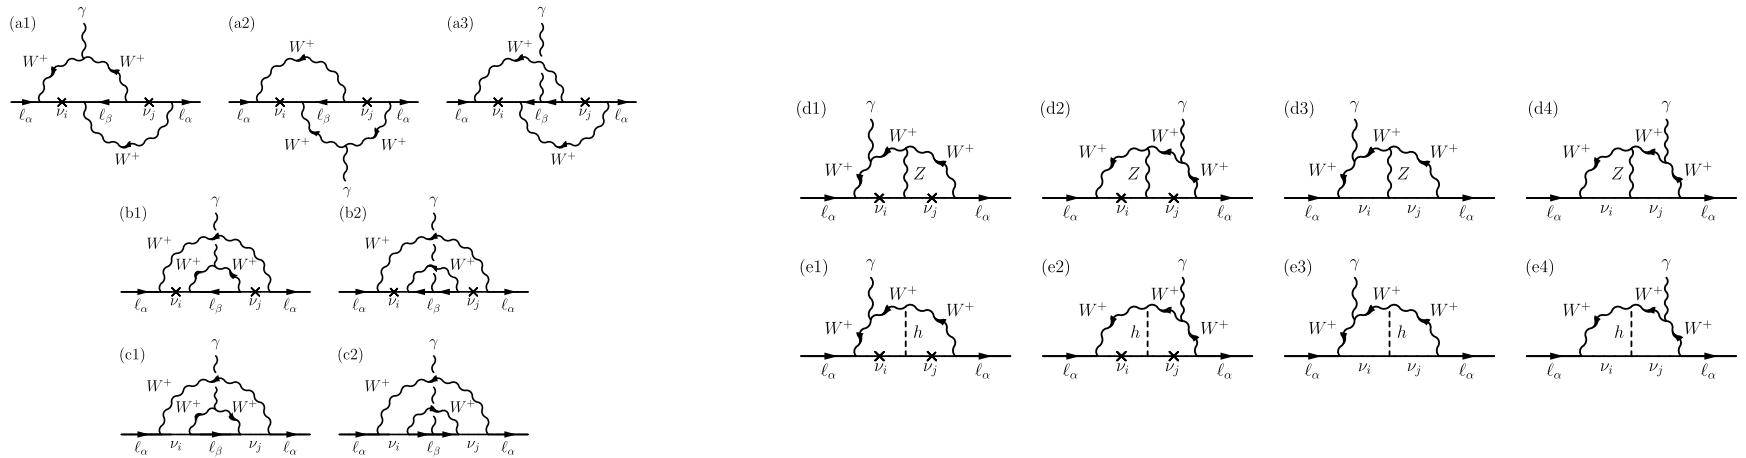 (a1) γ W⁺ W⁺ ℓα νi ℓβ νj ℓα W⁺
(a2) W⁺ ℓα νi ℓβ νj ℓα W⁺ W⁺ γ
(a3) γ W⁺ ℓα νi ℓβ νj ℓα W⁺
(d1) γ W⁺ W⁺ W⁺ Z ℓα νi νj ℓα
(d2) γ W⁺ W⁺ W⁺ Z ℓα νi νj ℓα
(d3) γ W⁺ W⁺ W⁺ Z ℓα νi νj ℓα
(d4) γ W⁺ W⁺ W⁺ Z ℓα νi νj ℓα
(b1) γ W⁺ W⁺ W⁺ ℓα νi ℓβ νj ℓα
(b2) γ W⁺ W⁺ ℓα νi ℓβ νj ℓα
(e1) γ W⁺ W⁺ W⁺ h ℓα νi νj ℓα
(e2) γ W⁺ W⁺ W⁺ h ℓα νi νj ℓα
(e3) γ W⁺ W⁺ W⁺ h ℓα νi νj ℓα
(e4) γ W⁺ W⁺ W⁺ h ℓα νi νj ℓα
(c1) γ W⁺ W⁺ W⁺ ℓα νi ℓβ νj ℓα
(c2) γ W⁺ W⁺ ℓα νi ℓβ νj ℓα